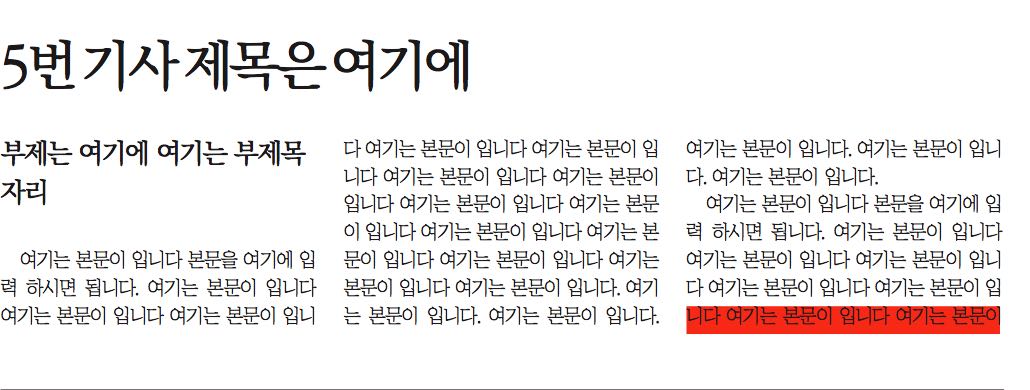 5번 기사 제목은 여기에
부제는 여기에 여기는 부제목
자리
여기는 본문이 입니다 본문을 여기에 입
력 하시면 됩니다. 여기는 본문이 입니다
여기는 본문이 입니다 여기는 본문이 입니
다 여기는 본문이 입니다 여기는 본문이 입
니다 여기는 본문이 입니다 여기는 본문이
입니다 여기는 본문이 입니다 여기는 본문
이 입니다 여기는 본문이 입니다 여기는 본
문이 입니다 여기는 본문이 입니다 여기는
본문이 입니다 여기는 본문이 입니다. 여기
는 본문이 입니다. 여기는 본문이 입니다.
여기는 본문이 입니다. 여기는 본문이 입니
다. 여기는 본문이 입니다.
여기는 본문이 입니다 본문을 여기에 입
력 하시면 됩니다. 여기는 본문이 입니다
여기는 본문이 입니다 여기는 본문이 입니
다 여기는 본문이 입니다 여기는 본문이 입
니다 여기는 본문이 입니다 여기는 본문이